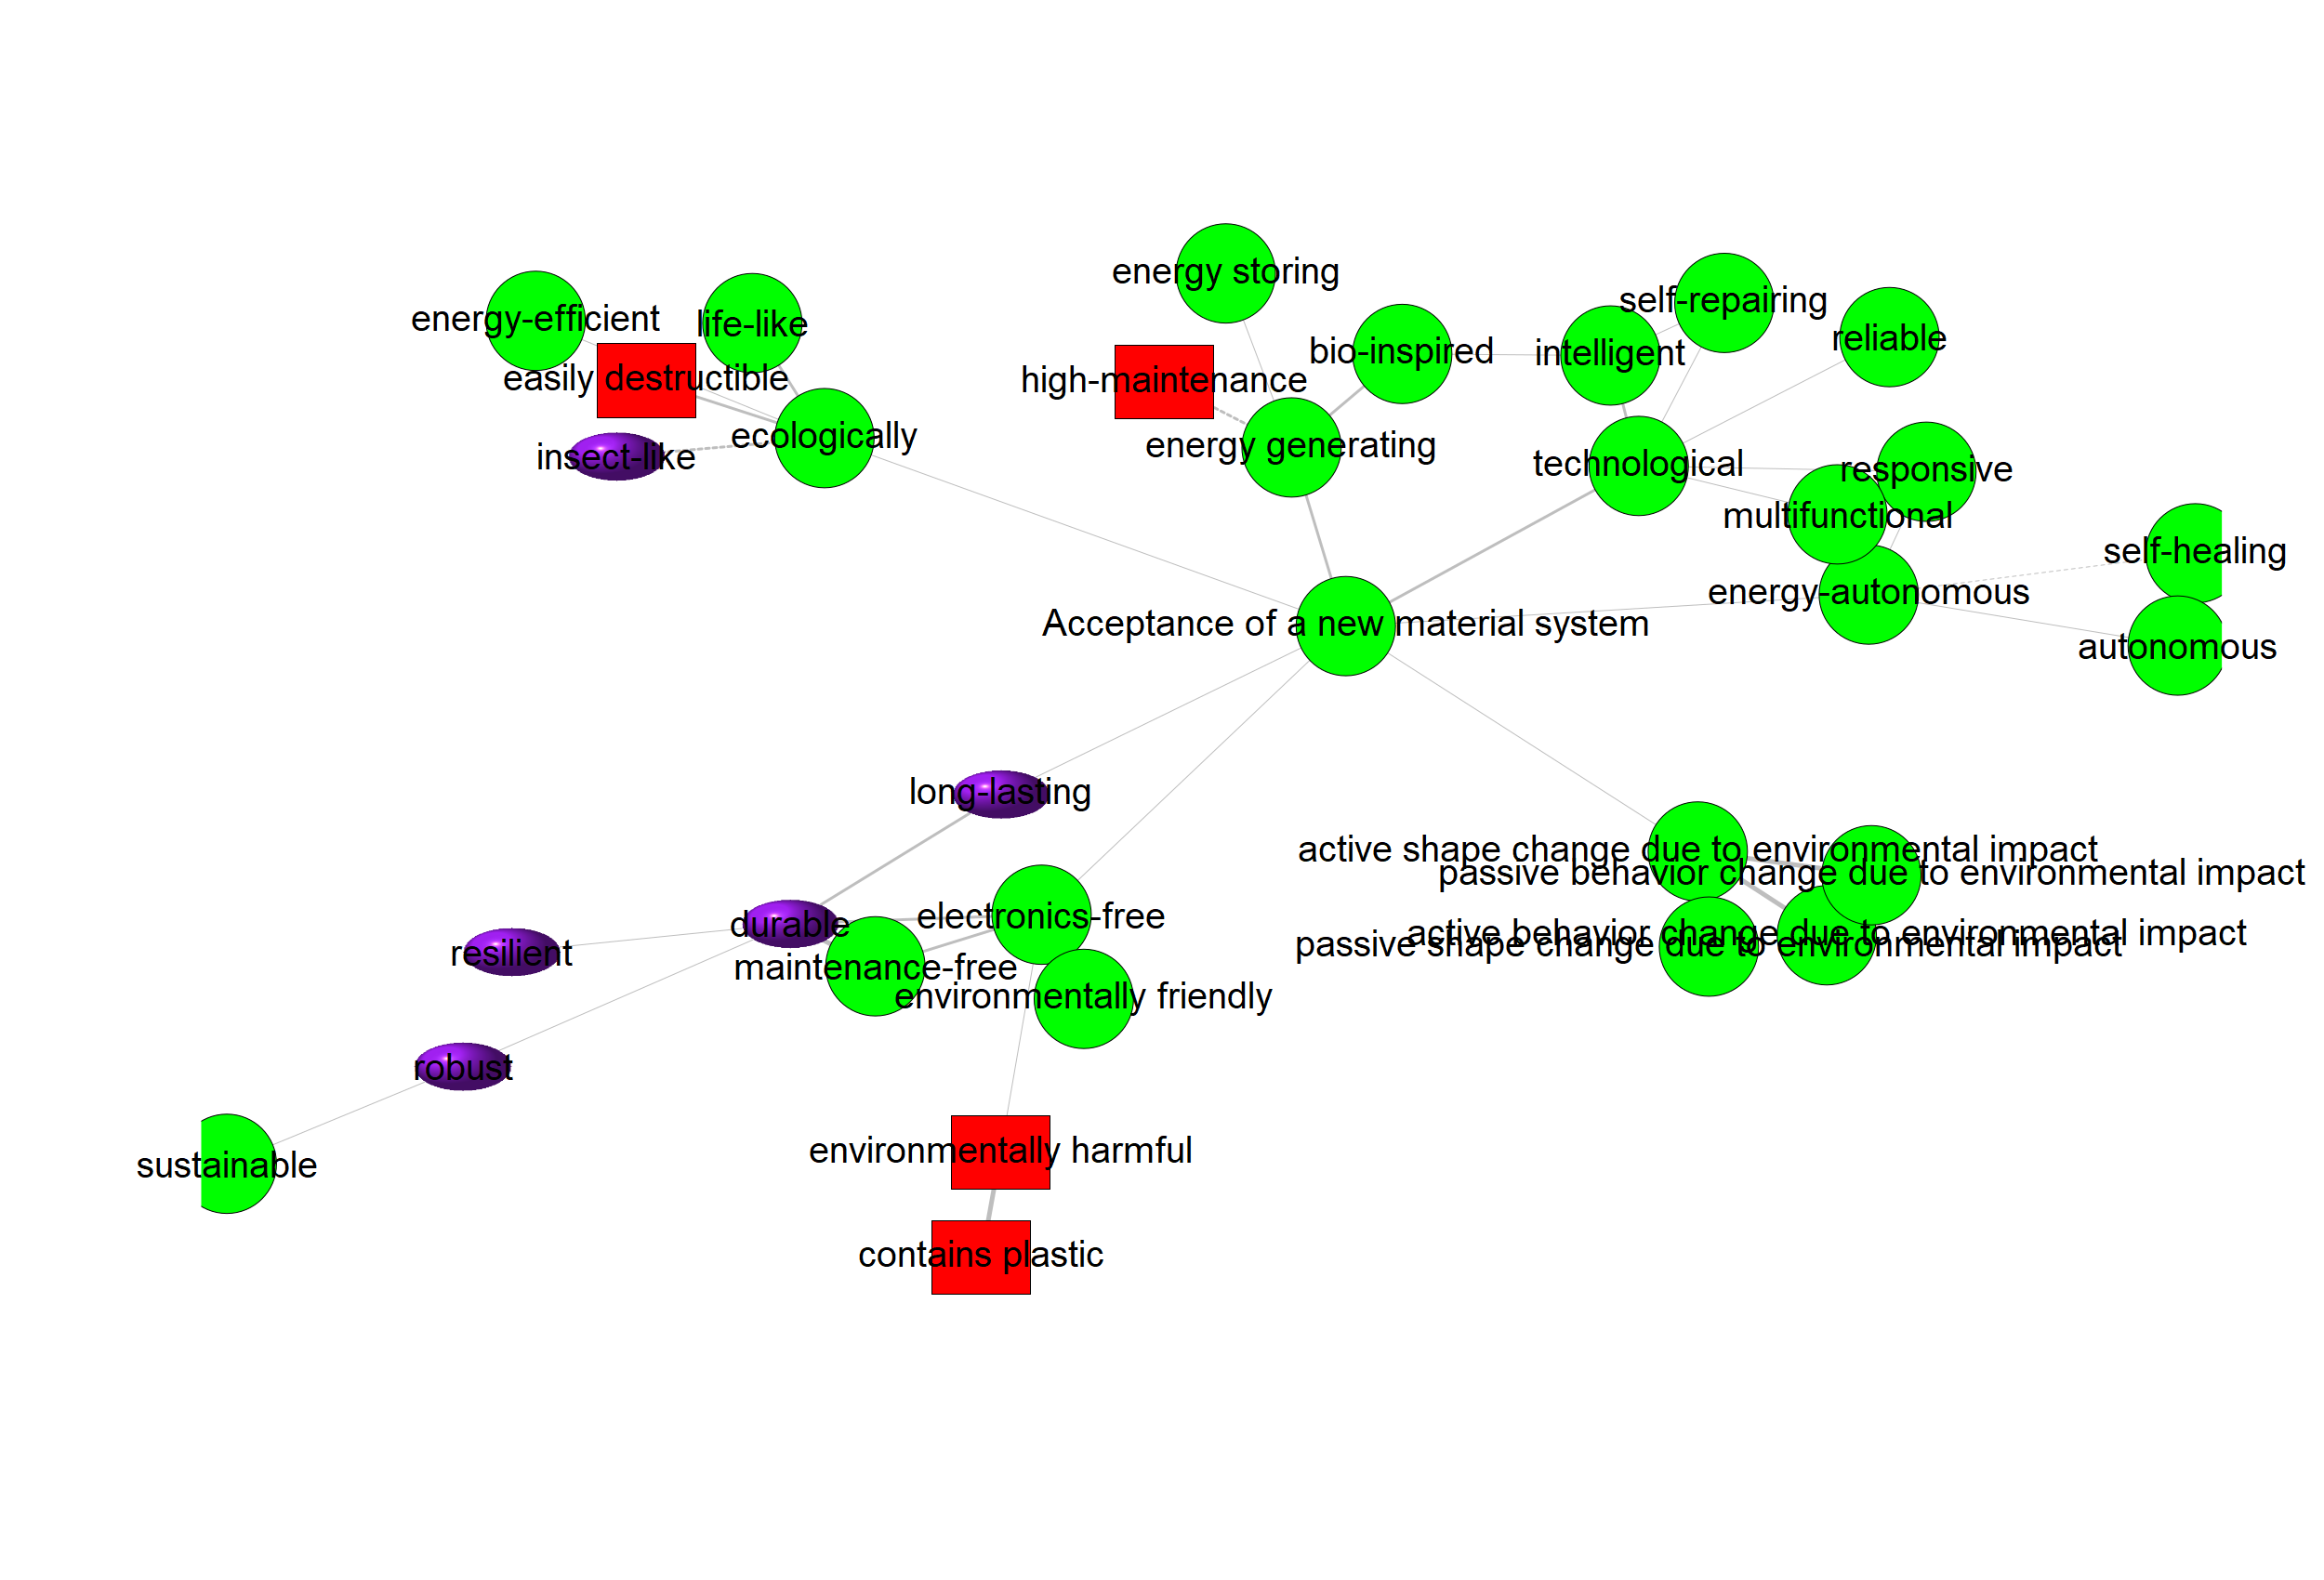 energy storing
self-repairing
energy-efficient
life-like
reliable
bio-inspired
intelligent
easily destructible
high-maintenance
ecologically
energy generating
insect-like
technological
responsive
multifunctional
self-healing
energy-autonomous
Acceptance of a new material system
autonomous
long-lasting
active shape change due to environmental impact
passive behavior change due to environmental impact
electronics-free
durable
active behavior change due to environmental impact
passive shape change due to environmental impact
resilient
maintenance-free
environmentally friendly
robust
environmentally harmful
sustainable
contains plastic